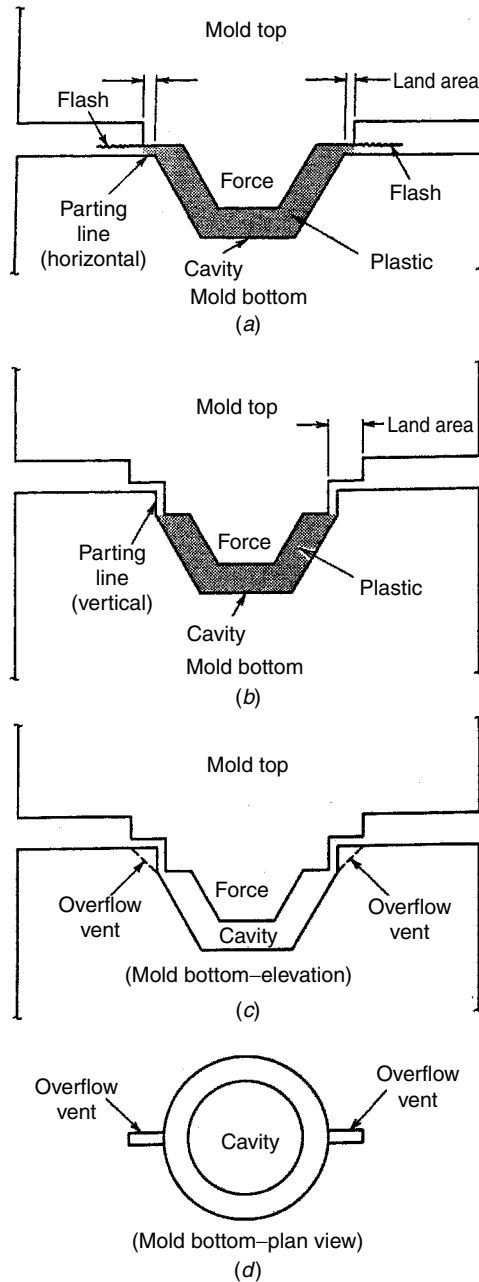 Mold top
Land area
Flash
Force
Flash
Parting
line
(horizontal)
Plastic
Cavity
Mold bottom
(a)
Mold top
Land area
Force
Parting
line
(vertical)
Plastic
Cavity
Mold bottom
(b)
Mold top
Force
Overflow
vent
Overflow
vent
Cavity
(Mold bottom–elevation)
(c)
Overflow
vent
Overflow
vent
Cavity
(Mold bottom–plan view)
(d)